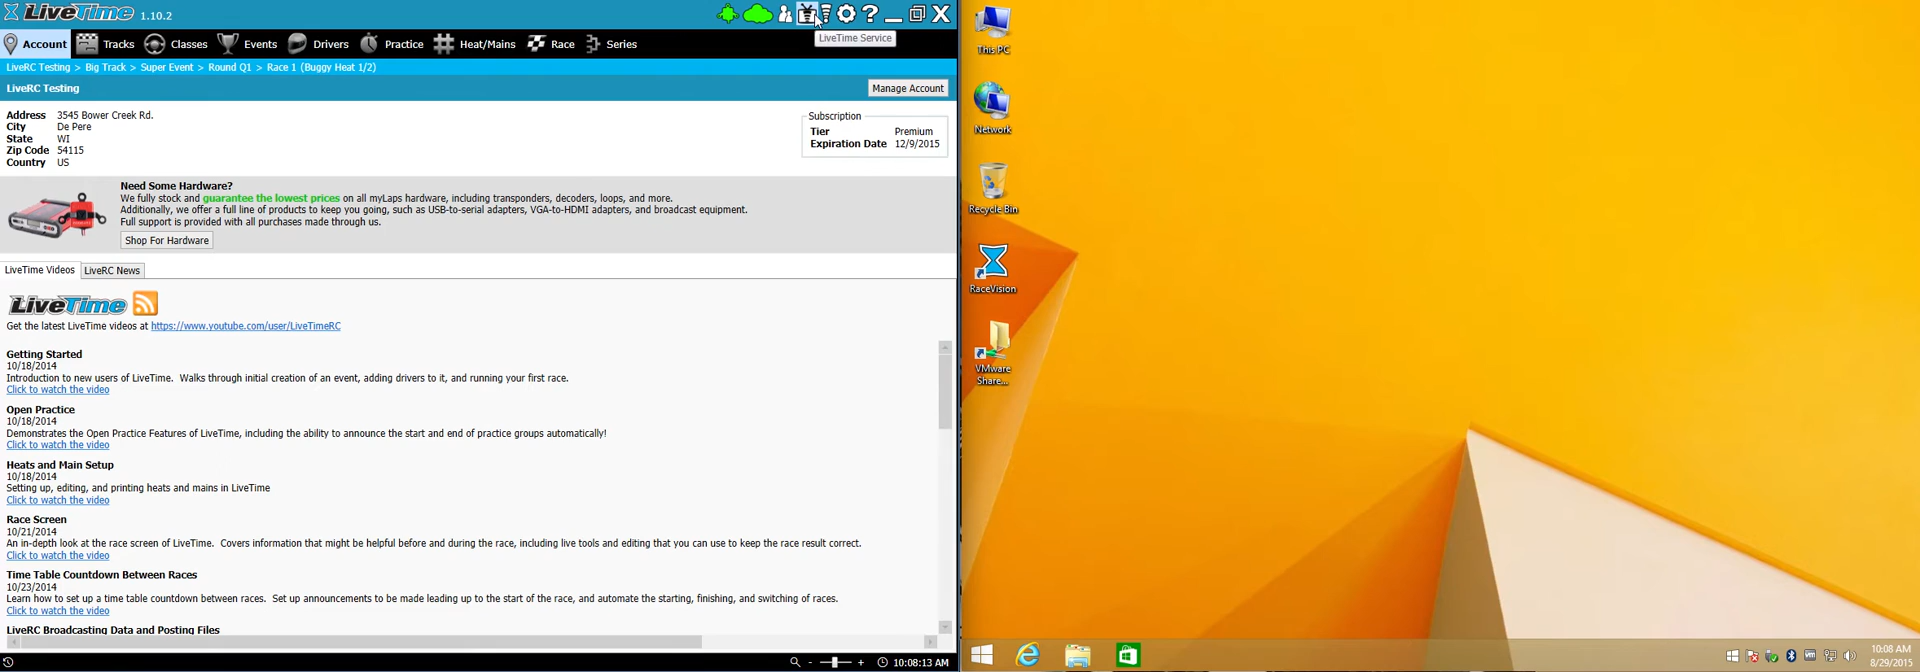 LiveTime 1.10.2
LiveTime Service
Account Tracks Classes Events Drivers Practice Heat/Mains Race Series
LiveRC Testing > Big Track > Super Event > Round Q1 > Race 1 (Buggy Heat 1/2)
LiveRC Testing
Manage Account
Address 3545 Bower Creek Rd.
City De Pere
State WI
Zip Code 54115
Country US
Subscription
Tier Premium
Expiration Date 12/9/2015
Need Some Hardware?
We fully stock and guarantee the lowest prices on all myLaps hardware, including transponders, decoders, loops, and more.
Additionally, we offer a full line of products to keep you going, such as USB-to-serial adapters, VGA-to-HDMI adapters, and broadcast equipment.
Full support is provided with all purchases made through us.
Shop For Hardware
LiveTime Videos LiveRC News
LiveTime
Get the latest LiveTime videos at https://www.youtube.com/user/LiveTimeRC
Getting Started
10/18/2014
Introduction to new users of LiveTime. Walks through initial creation of an event, adding drivers to it, and running your first race.
Click to watch the video
Open Practice
10/18/2014
Demonstrates the Open Practice Features of LiveTime, including the ability to announce the start and end of practice groups automatically!
Click to watch the video
Heats and Main Setup
10/18/2014
Setting up, editing, and printing heats and mains in LiveTime
Click to watch the video
Race Screen
10/21/2014
An in-depth look at the race screen of LiveTime. Covers information that might be helpful before and during the race, including live tools and editing that you can use to keep the race result correct.
Click to watch the video
Time Table Countdown Between Races
10/23/2014
Learn how to set up a time table countdown between races. Set up announcements to be made leading up to the start of the race, and automate the starting, finishing, and switching of races.
Click to watch the video
LiveRC Broadcasting Data and Posting Files
- + 10:08:13 AM
This PC
Network
Recycle Bin
RaceVision
VMware
Share...
10:08 AM
8/29/2015